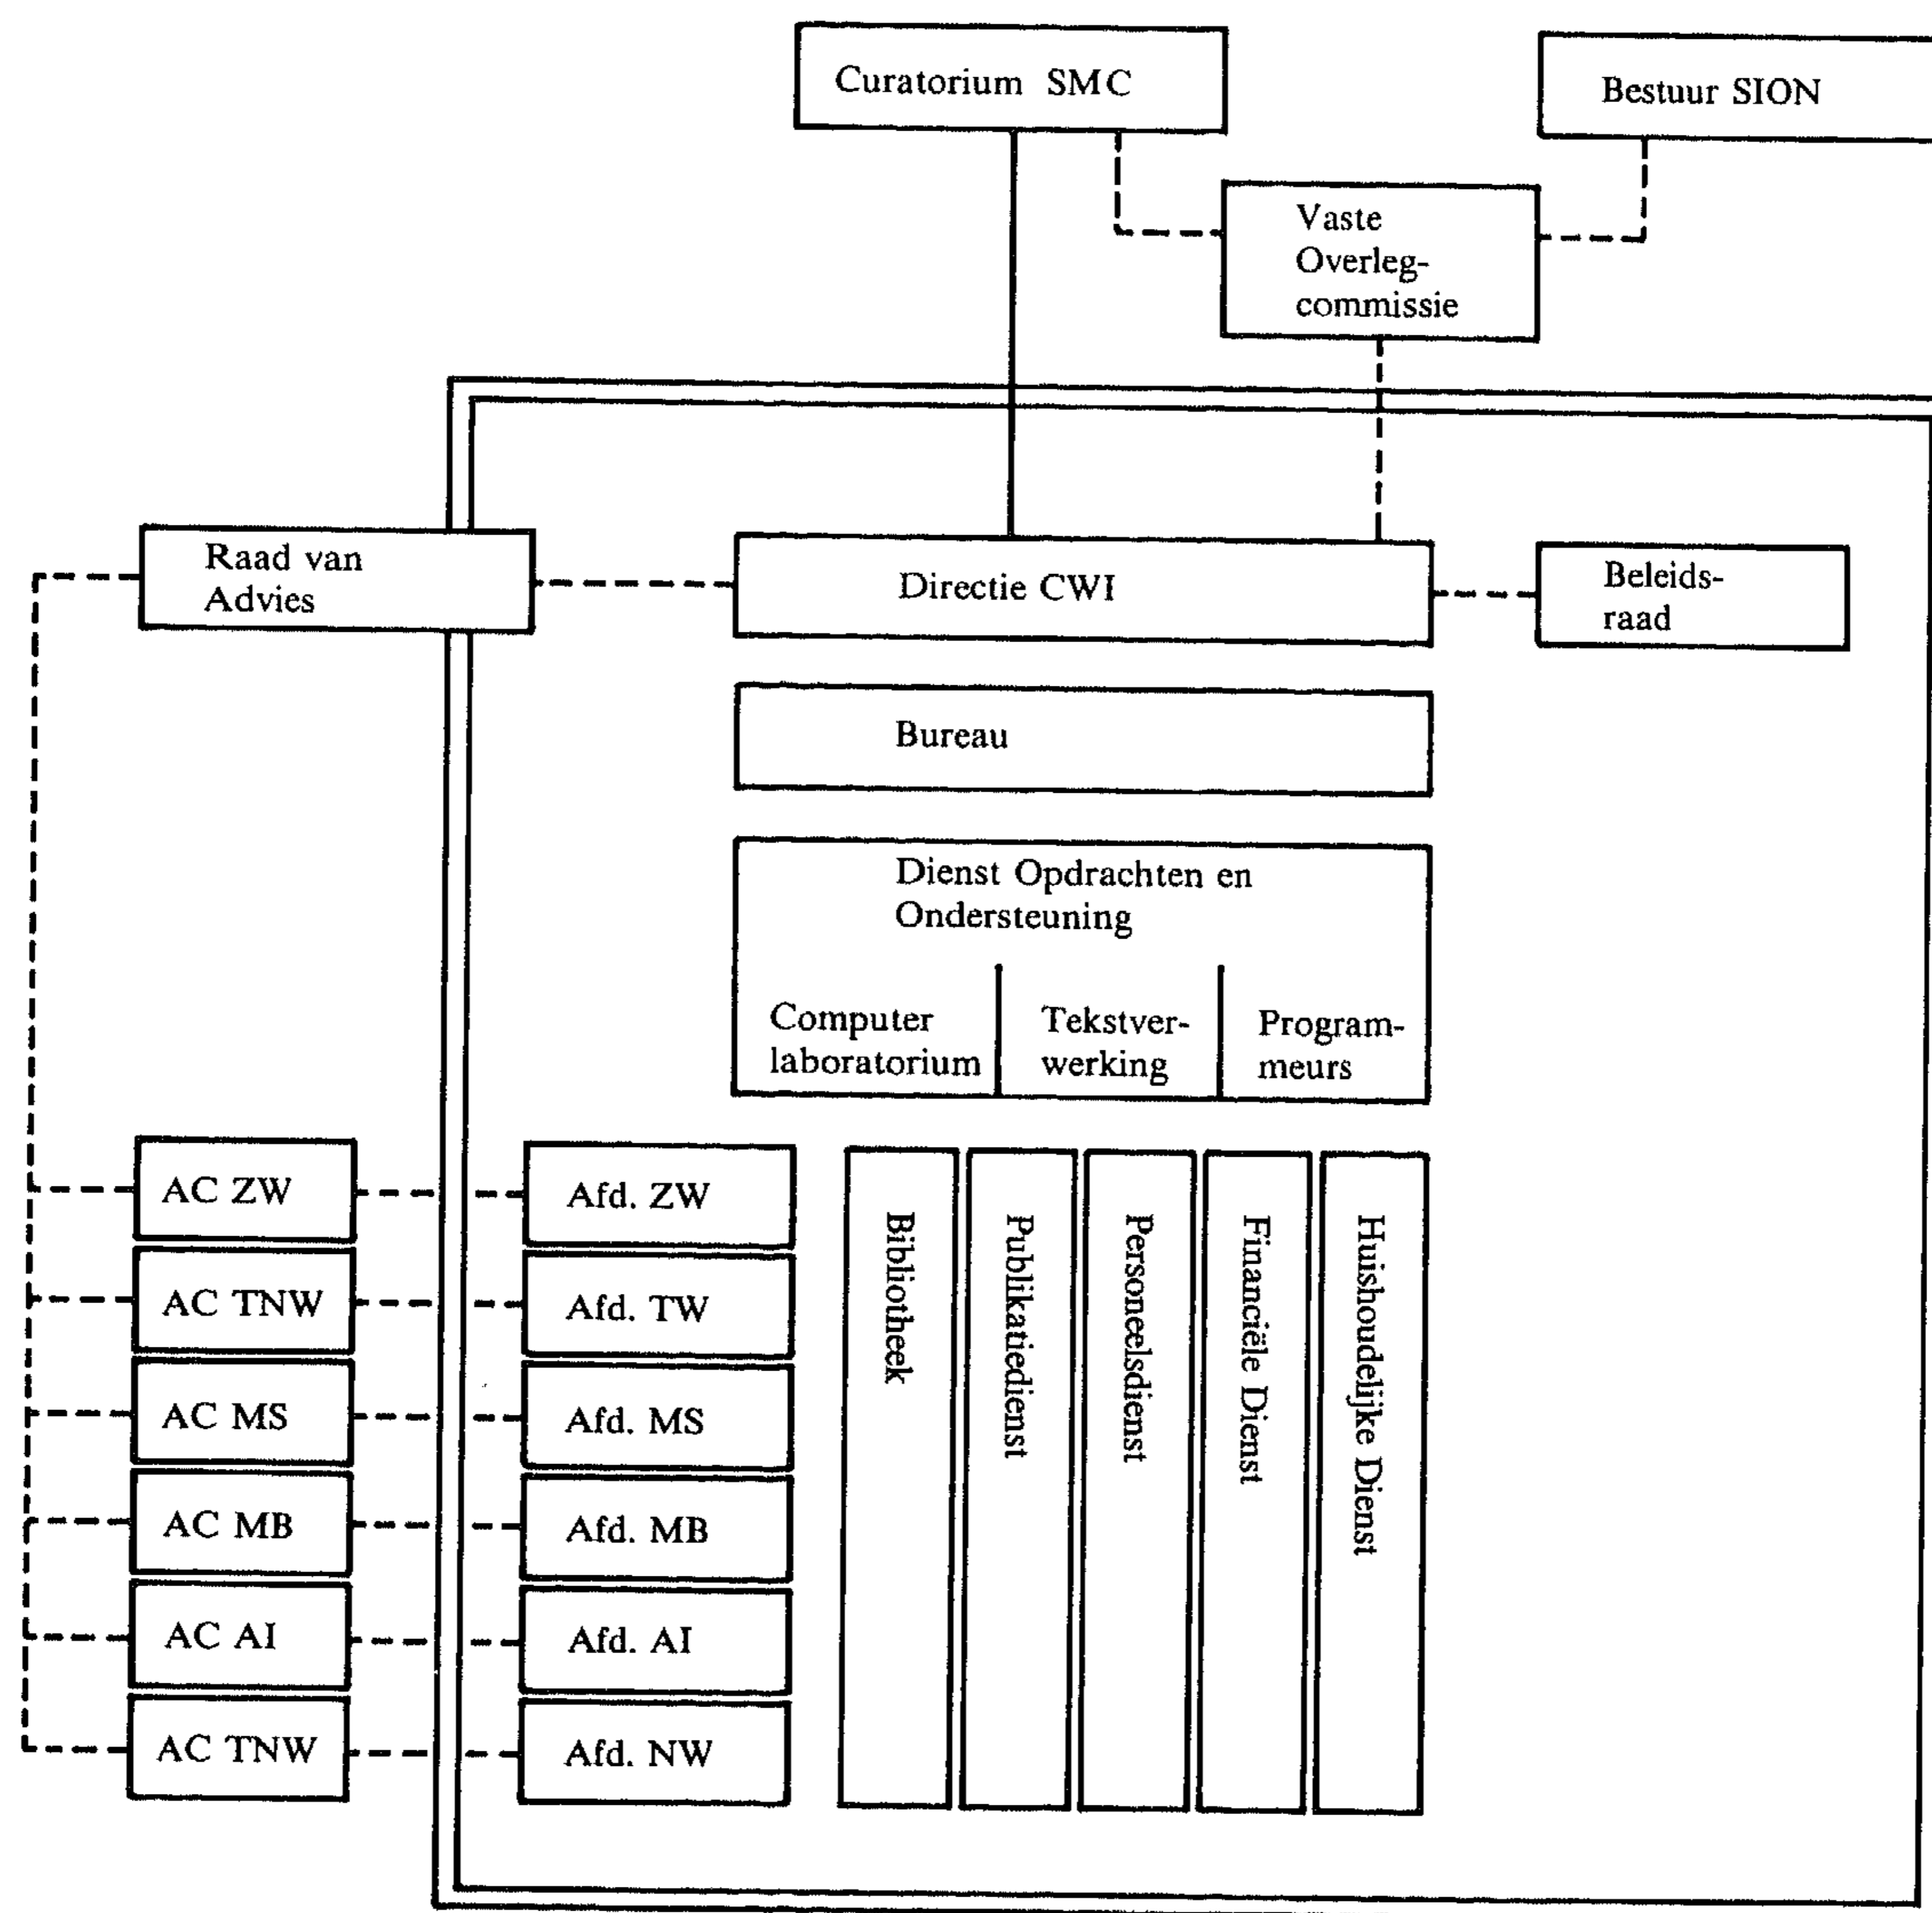 Curatorium SMC
Bestuur SION
Vaste
Overleg-
commissie
Raad van
Advies
Directie CWI
Beleids-
raad
Bureau
Dienst Opdrachten en
Ondersteuning
Computer
laboratorium
Tekstver-
werking
Program-
meurs
AC ZW
Afd. ZW
AC TNW
Afd. TW
AC MS
Afd. MS
AC MB
Afd. MB
AC AI
Afd. AI
AC TNW
Afd. NW
Bibliotheek
Publikatiedienst
Personeelsdienst
Financiële Dienst
Huishoudelijke Dienst